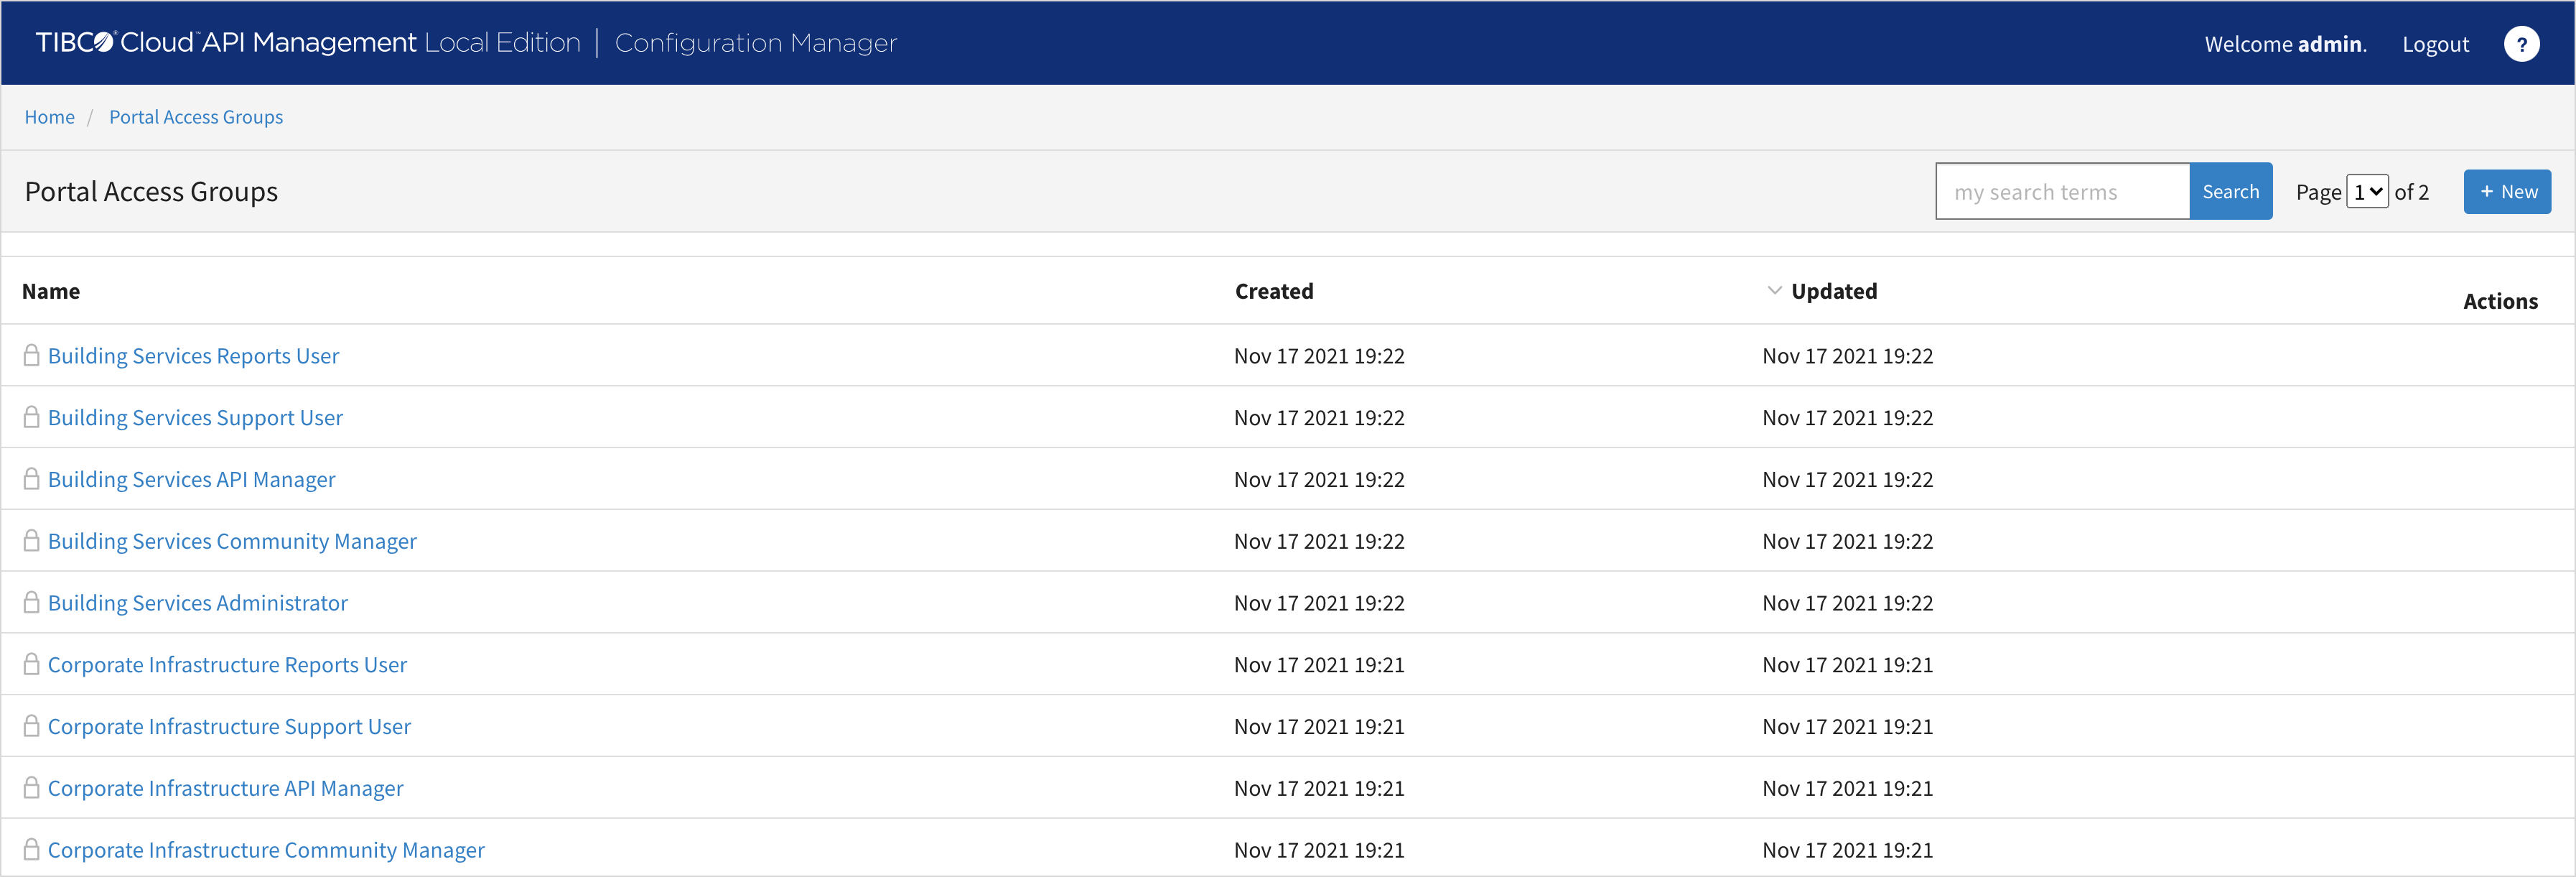 TIBCO® Cloud™ API Management Local Edition | Configuration Manager
Welcome admin. Logout ?
Home / Portal Access Groups
Portal Access Groups my search terms Search Page 1 of 2 + New
Name Created Updated Actions
Building Services Reports User Nov 17 2021 19:22 Nov 17 2021 19:22
Building Services Support User Nov 17 2021 19:22 Nov 17 2021 19:22
Building Services API Manager Nov 17 2021 19:22 Nov 17 2021 19:22
Building Services Community Manager Nov 17 2021 19:22 Nov 17 2021 19:22
Building Services Administrator Nov 17 2021 19:22 Nov 17 2021 19:22
Corporate Infrastructure Reports User Nov 17 2021 19:21 Nov 17 2021 19:21
Corporate Infrastructure Support User Nov 17 2021 19:21 Nov 17 2021 19:21
Corporate Infrastructure API Manager Nov 17 2021 19:21 Nov 17 2021 19:21
Corporate Infrastructure Community Manager Nov 17 2021 19:21 Nov 17 2021 19:21